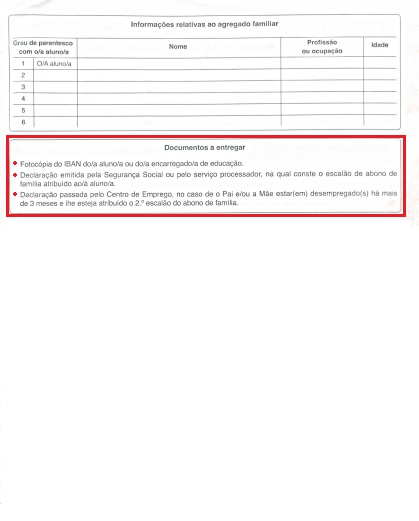 Informações relativas ao agregado familiar
Grau de parentesco
com o/a aluno/a
Nome
Profissão
ou ocupação
Idade
1 O/A aluno/a
2
3
4
5
6
Documentos a entregar
Fotocópia do IBAN do/a aluno/a ou do/a encarregado/a de educação.
Declaração emitida pela Segurança Social ou pelo serviço processador, na qual conste o escalão de abono de
família atribuído ao/à aluno/a.
Declaração passada pelo Centro de Emprego, no caso de o Pai e/ou a Mãe estar(em) desempregado(s) há mais
de 3 meses e lhe esteja atribuído o 2.º escalão do abono de família.